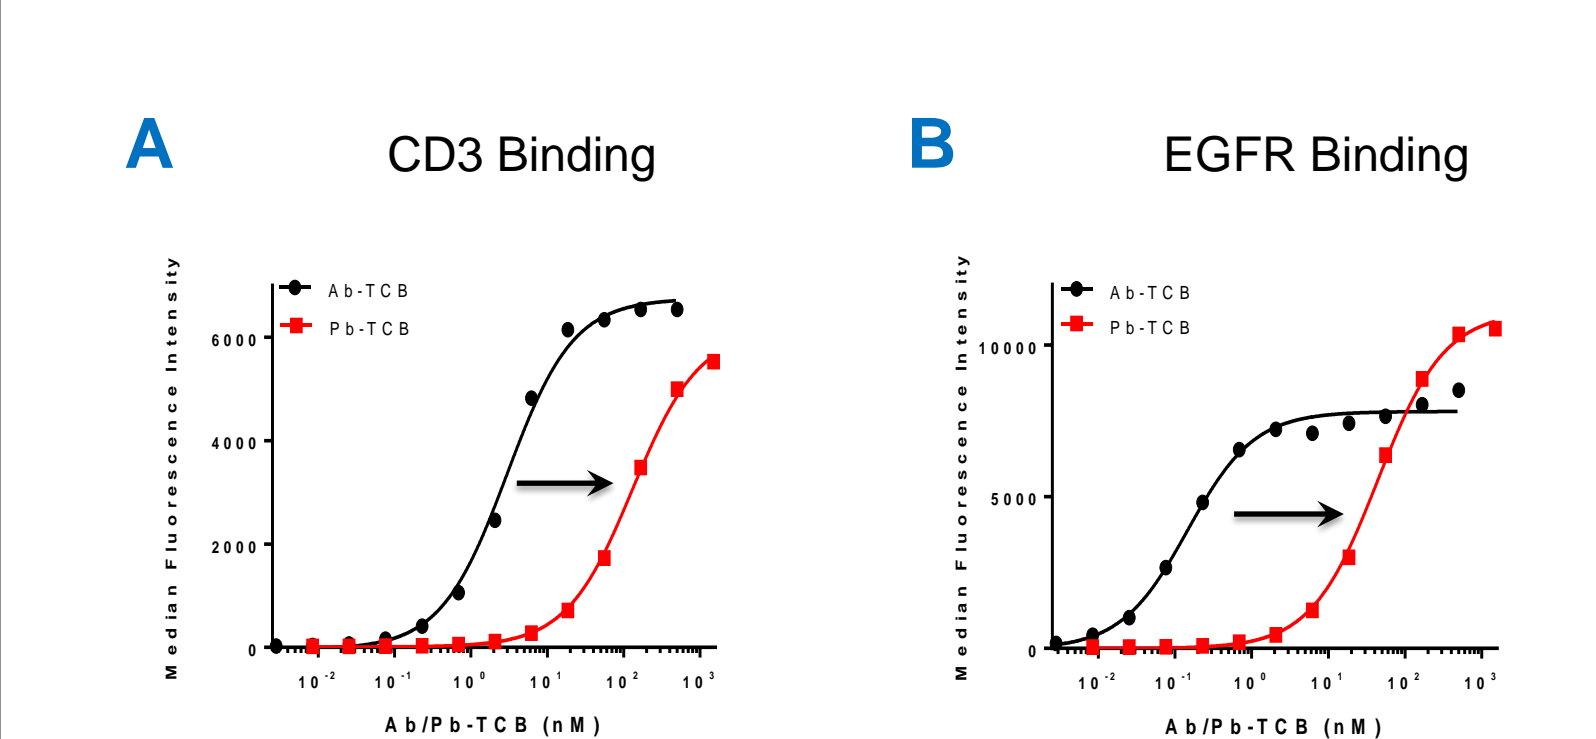 A
CD3 Binding
Median Fluorescence Intensity
Ab-TCB
Pb-TCB
6000
4000
2000
0
10⁻² 10⁻¹ 10⁰ 10¹ 10² 10³
Ab/Pb-TCB (nM)
B
EGFR Binding
Median Fluorescence Intensity
Ab-TCB
Pb-TCB
10000
5000
0
10⁻² 10⁻¹ 10⁰ 10¹ 10² 10³
Ab/Pb-TCB (nM)